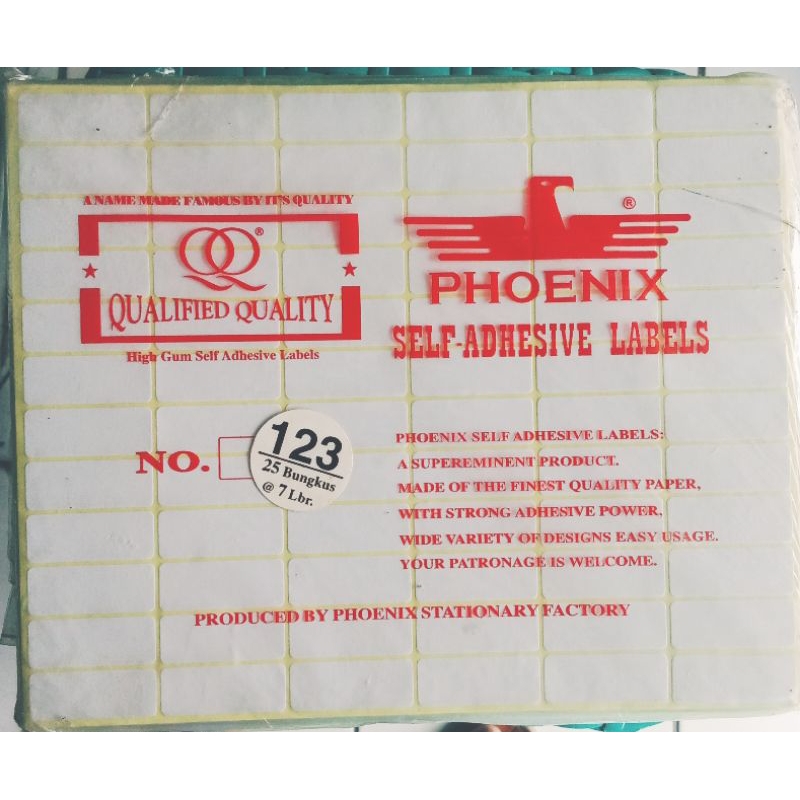 A NAME MADE FAMOUS BY IT'S QUALITY
QQ®
QUALIFIED QUALITY
High Gum Self Adhesive Labels
®
PHOENIX
SELF-ADHESIVE LABELS
NO.
123
25 Bungkus
@ 7 Lbr.
PHOENIX SELF ADHESIVE LABELS:
A SUPEREMINENT PRODUCT.
MADE OF THE FINEST QUALITY PAPER,
WITH STRONG ADHESIVE POWER,
WIDE VARIETY OF DESIGNS EASY USAGE.
YOUR PATRONAGE IS WELCOME.
PRODUCED BY PHOENIX STATIONARY FACTORY